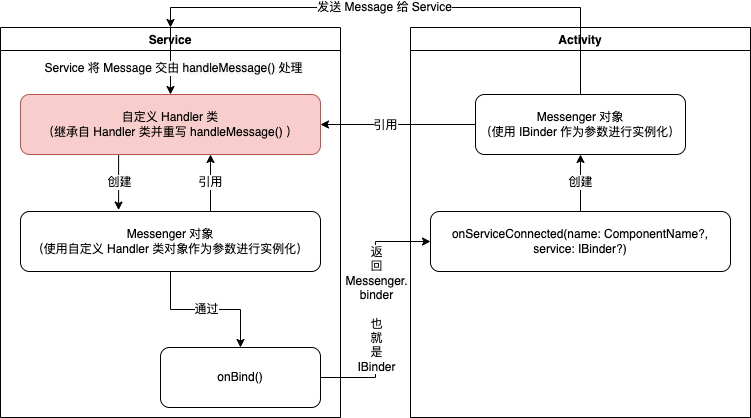 发送 Message 给 Service
Service
Activity
Service 将 Message 交由 handleMessage() 处理
自定义 Handler 类
（继承自 Handler 类并重写 handleMessage() ）
引用
Messenger 对象
（使用 IBinder 作为参数进行实例化）
创建
引用
创建
Messenger 对象
（使用自定义 Handler 类对象作为参数进行实例化）
onServiceConnected(name: ComponentName?,
service: IBinder?)
返
回
Messenger.
binder
也
就
是
IBinder
通过
onBind()